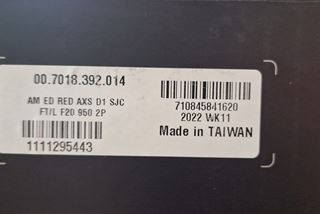 00.7018.392.014
AM ED RED AXS D1 SJC
FT/L F20 950 2P
1111295443
710845841620
2022 WK11
Made in TAIWAN